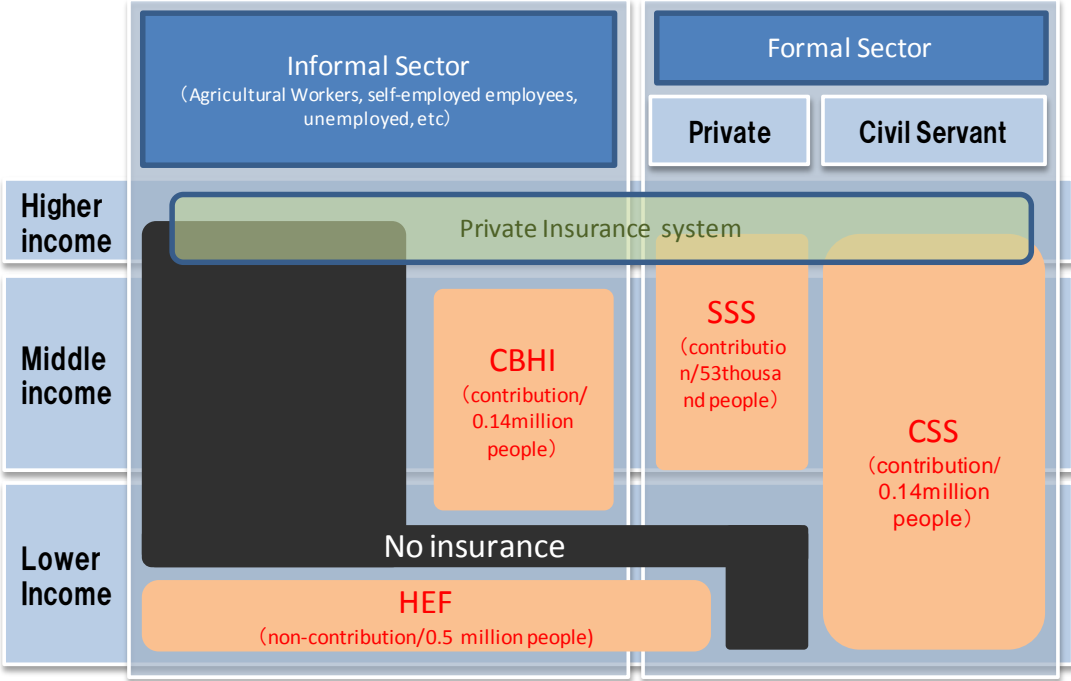 Informal Sector
（Agricultural Workers, self-employed employees,
unemployed, etc）
Formal Sector
Private
Civil Servant
Higher
income
Private Insurance system
Middle
income
CBHI
（contribution/
0.14million
people）
SSS
（contributio
n/53thousa
nd people）
CSS
（contribution/
0.14million
people）
Lower
Income
No insurance
HEF
（non-contribution/0.5 million people)